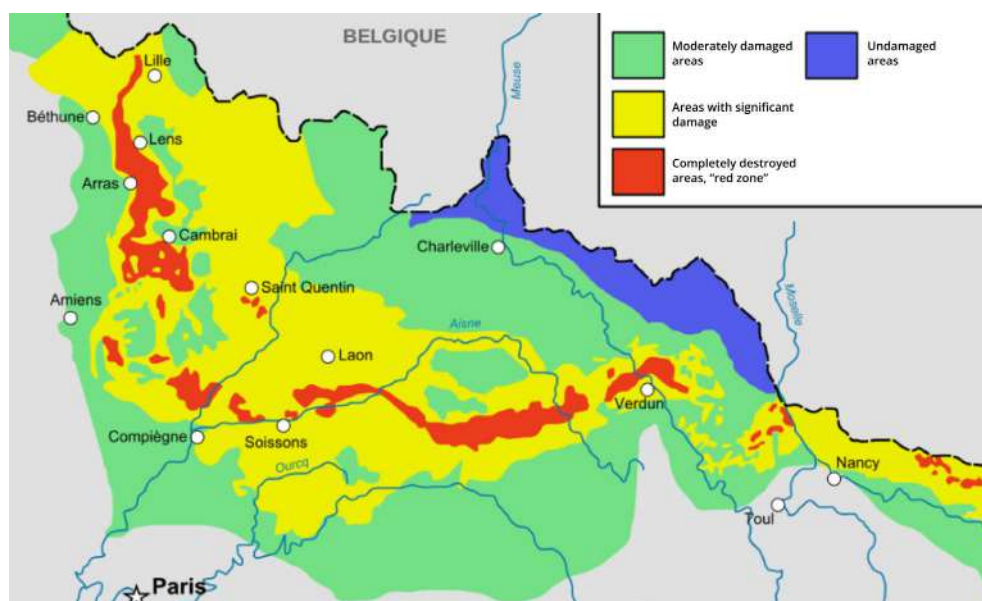 BELGIQUE
Meuse
Moderately damaged
areas
Undamaged
areas
Areas with significant
damage
Completely destroyed
areas, "red zone"
Lille
Béthune
Lens
Arras
Cambrai
Charleville
Saint Quentin
Amiens
Moselle
Aisne
Laon
Verdun
Compiègne
Soissons
Ourcq
Nancy
Toul
Paris